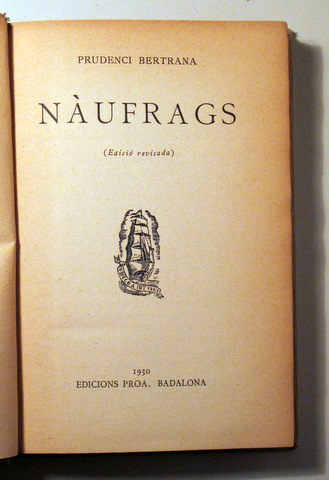 PRUDENCI BERTRANA
NÀUFRAGS
(Edició revisada)
1930
EDICIONS PROA. BADALONA